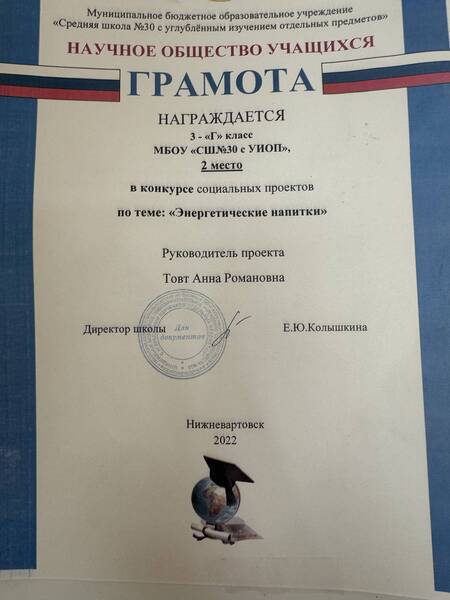 Муниципальное бюджетное образовательное учреждение
«Средняя школа №30 с углублённым изучением отдельных предметов»
НАУЧНОЕ ОБЩЕСТВО УЧАЩИХСЯ
ГРАМОТА
НАГРАЖДАЕТСЯ
3 - «Г» класс
МБОУ «СШ№30 с УИОП»,
2 место
в конкурсе социальных проектов
по теме: «Энергетические напитки»
Руководитель проекта
Товт Анна Романовна
Директор школы
Для
документов
Е.Ю.Колышкина
Нижневартовск
2022